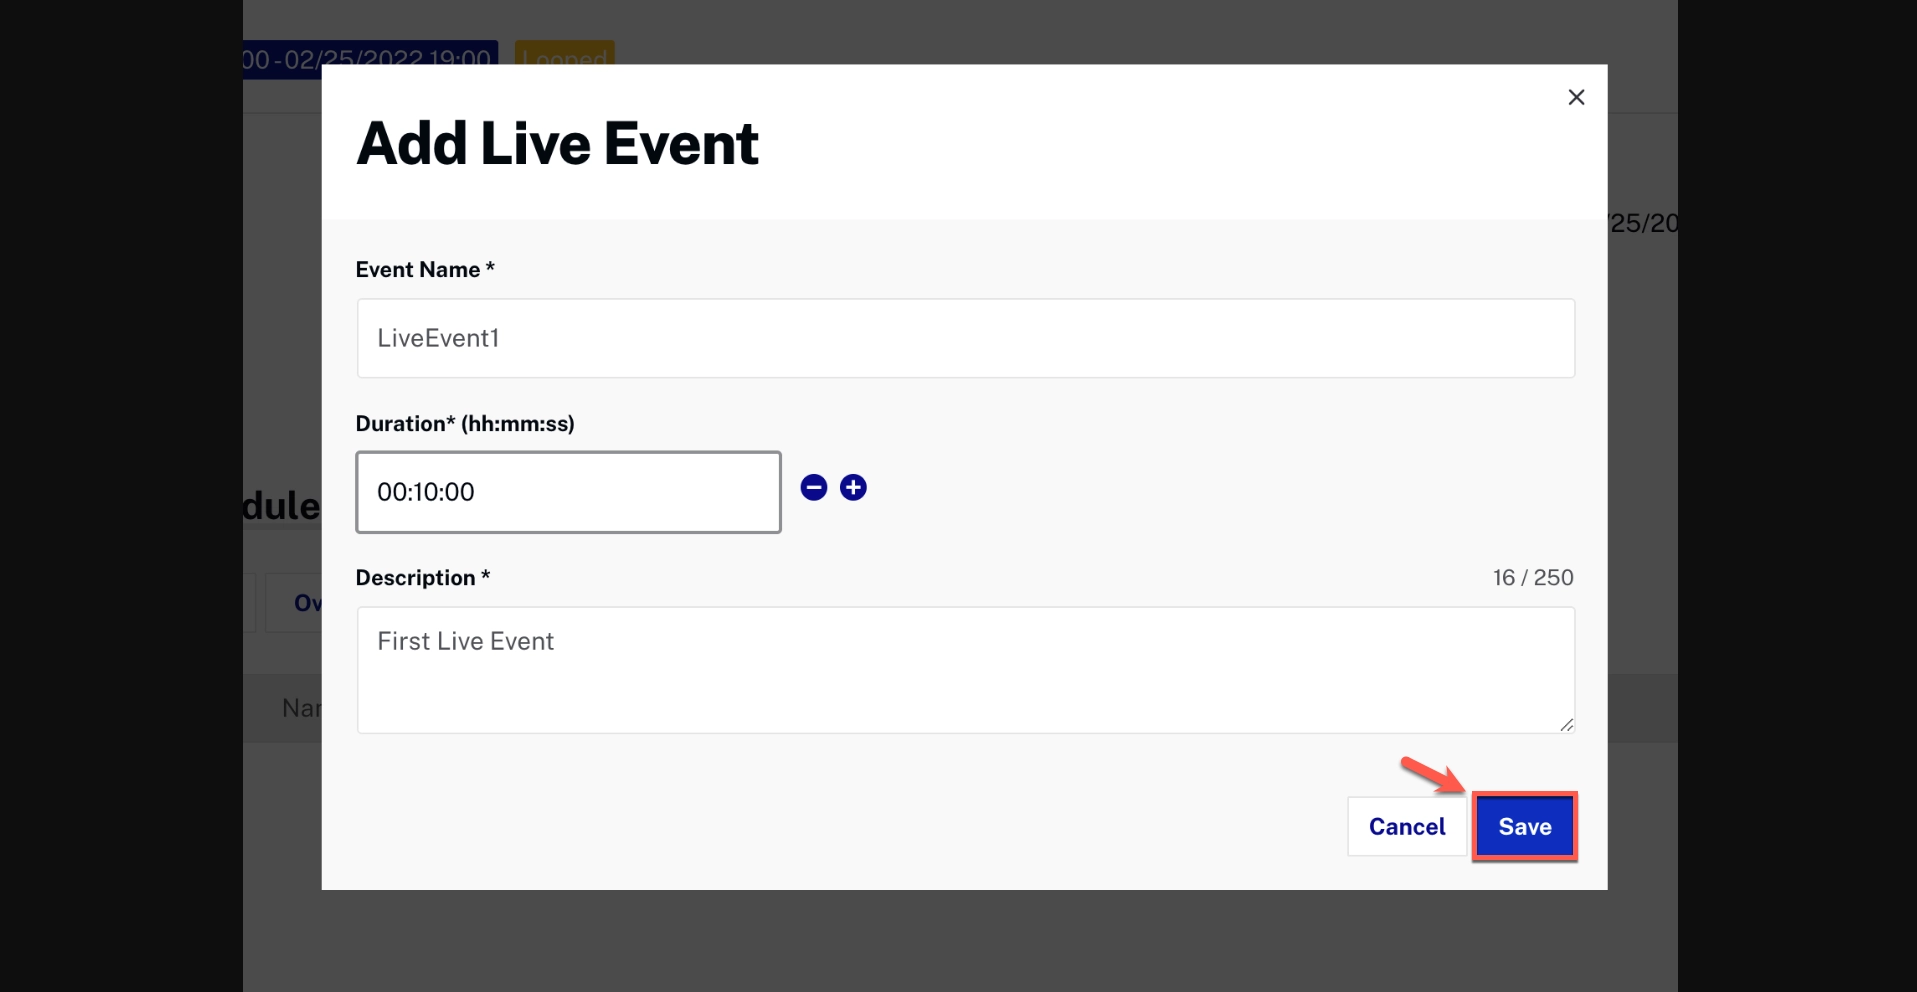 00 - 02/25/2022 19:00 Looped
Add Live Event
/25/20
Event Name *
LiveEvent1
Duration* (hh:mm:ss)
00:10:00
dule
Description * 16 / 250
Ov
First Live Event
Nar
Cancel Save